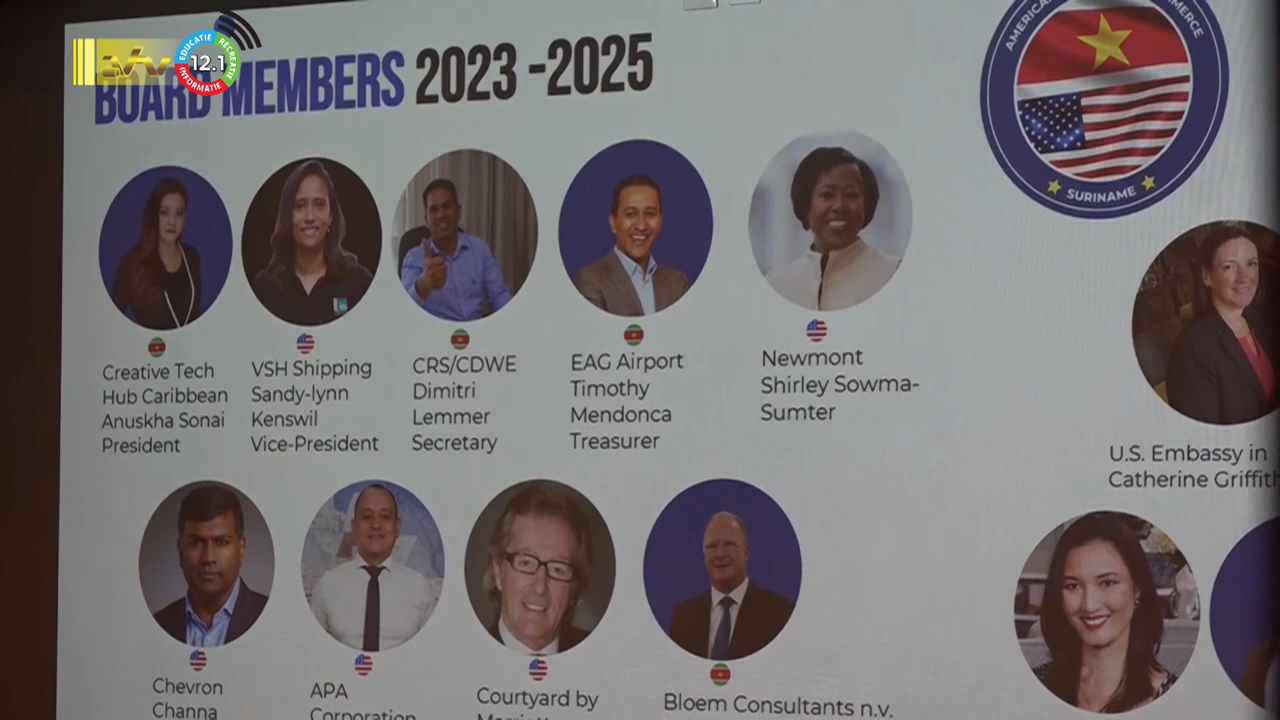 EDUCATIE
RECREATIE
INFORMATIE
12.1
BOARD MEMBERS 2023 -2025
SURINAME
Creative Tech
Hub Caribbean
Anuskha Sonai
President
VSH Shipping
Sandy-lynn
Kenswil
Vice-President
CRS/CDWE
Dimitri
Lemmer
Secretary
EAG Airport
Timothy
Mendonca
Treasurer
Newmont
Shirley Sowma-
Sumter
U.S. Embassy in
Catherine Griffith
Chevron
Channa
APA
Corporation
Courtyard by
Bloem Consultants n.v.